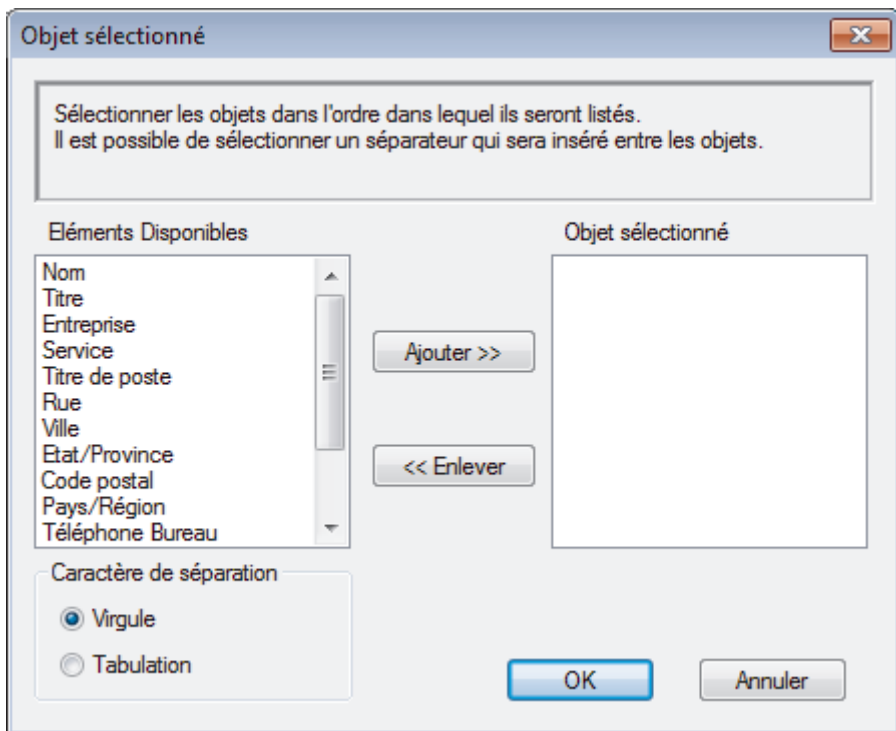 Objet sélectionné
Sélectionner les objets dans l'ordre dans lequel ils seront listés.
Il est possible de sélectionner un séparateur qui sera inséré entre les objets.
Eléments Disponibles
Objet sélectionné
Nom
Titre
Entreprise
Service
Titre de poste
Rue
Ville
Etat/Province
Code postal
Pays/Région
Téléphone Bureau
Ajouter >>
<< Enlever
Caractère de séparation
Virgule
Tabulation
OK
Annuler